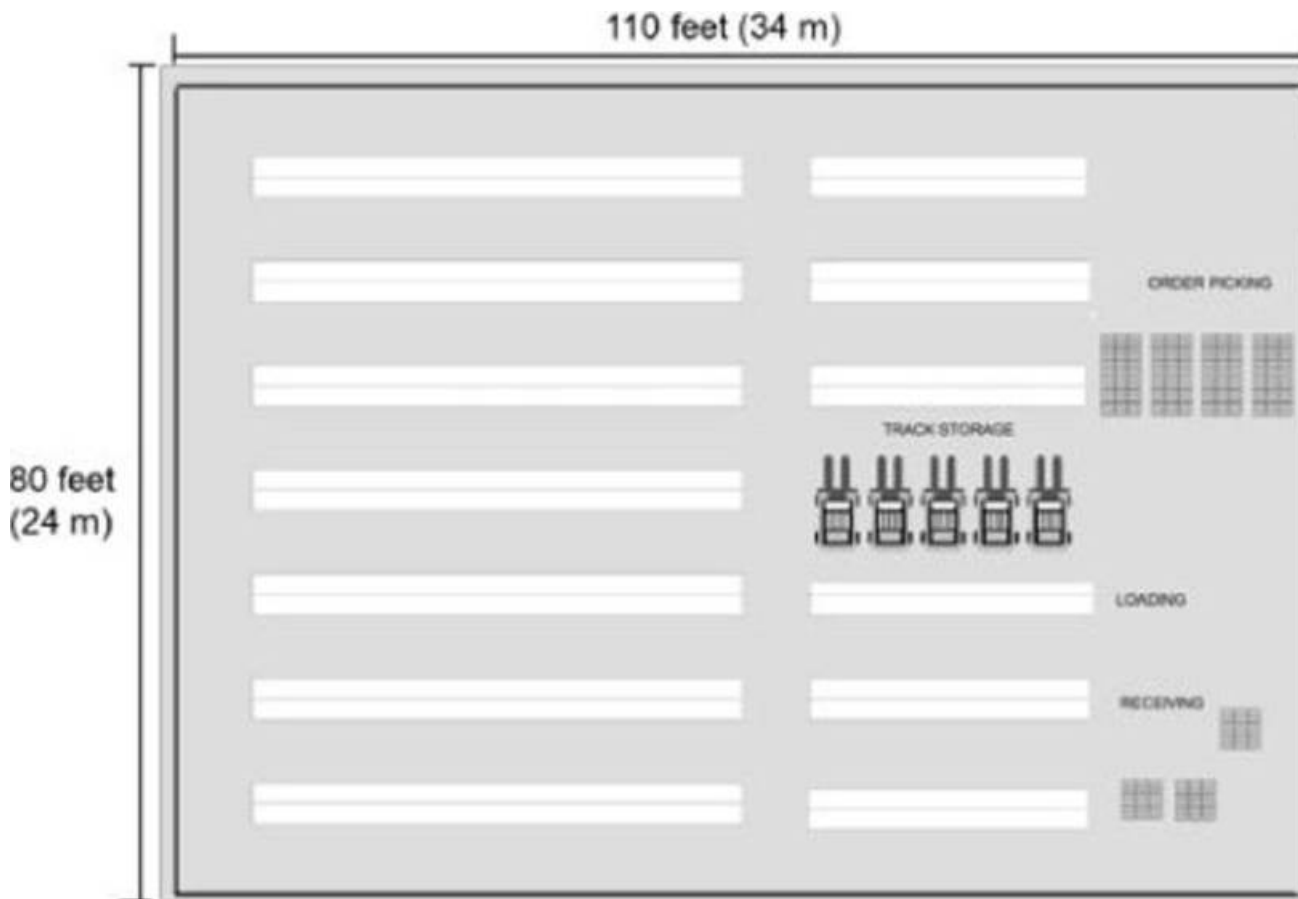 110 feet (34 m)
ORDER PICKING
TRACK STORAGE
80 feet
(24 m)
LOADING
RECEIVING